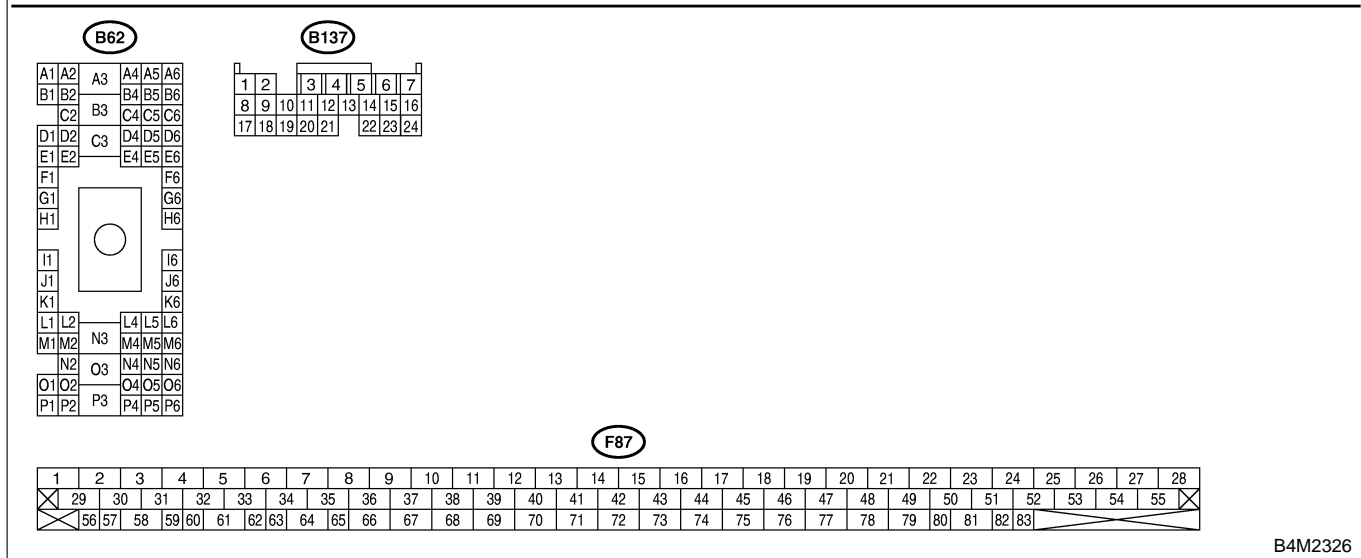 B62
B137
A1 A2 A3 A4 A5 A6
B1 B2 B3 B4 B5 B6
C2 C3 C4 C5 C6
D1 D2 D4 D5 D6
E1 E2 E4 E5 E6
F1 F6
G1 G6
H1 H6
I1 I6
J1 J6
K1 K6
L1 L2 L4 L5 L6
M1 M2 N3 M4 M5 M6
N2 O3 N4 N5 N6
O1 O2 O4 O5 O6
P1 P2 P3 P4 P5 P6
1 2 3 4 5 6 7
8 9 10 11 12 13 14 15 16
17 18 19 20 21 22 23 24
F87
1 2 3 4 5 6 7 8 9 10 11 12 13 14 15 16 17 18 19 20 21 22 23 24 25 26 27 28
29 30 31 32 33 34 35 36 37 38 39 40 41 42 43 44 45 46 47 48 49 50 51 52 53 54 55
56 57 58 59 60 61 62 63 64 65 66 67 68 69 70 71 72 73 74 75 76 77 78 79 80 81 82 83
B4M2326